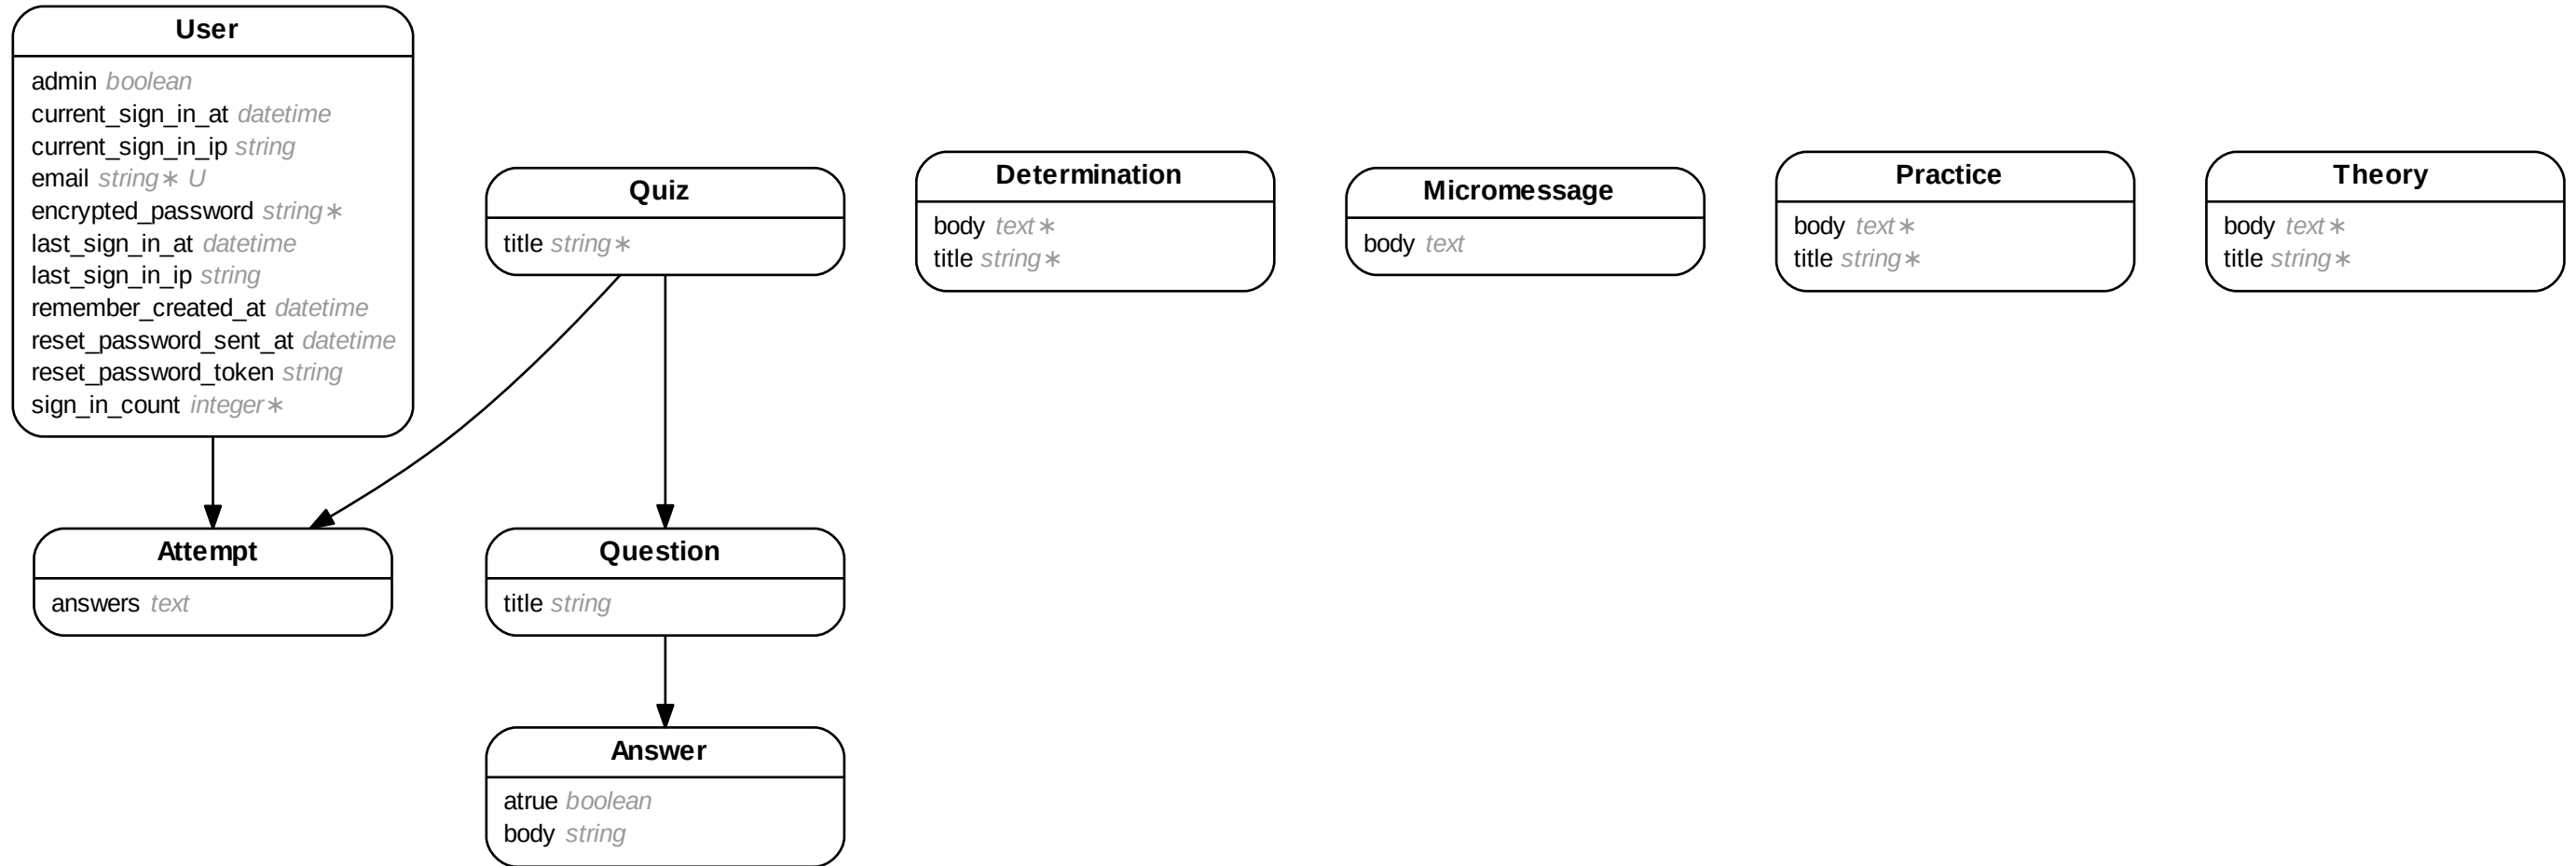 User
admin boolean
current_sign_in_at datetime
current_sign_in_ip string
email string∗ U
encrypted_password string∗
last_sign_in_at datetime
last_sign_in_ip string
remember_created_at datetime
reset_password_sent_at datetime
reset_password_token string
sign_in_count integer∗
Quiz
title string∗
Determination
body text∗
title string∗
Micromessage
body text
Practice
body text∗
title string∗
Theory
body text∗
title string∗
Attempt
answers text
Question
title string
Answer
atrue boolean
body string